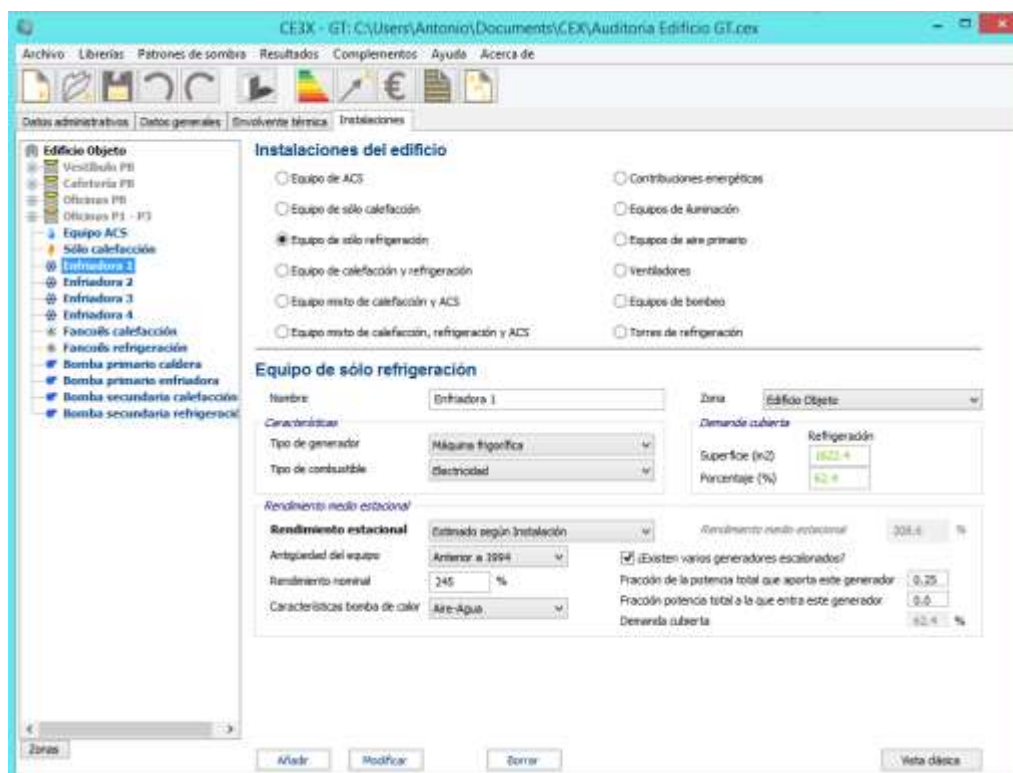 CE3X - GT: C:\Users\Antonio\Documents\CEX\Auditoria Edificio GT.cex
Archivo Librerías Patrones de sombra Resultados Complementos Ayuda Acerca de
Datos administrativos Datos generales Envolvente térmica Instalaciones
Edificio Objeto
Vestíbulo PB
Cafetería PB
Oficinas PB
Oficinas P1 - P3
Equipo ACS
Sólo calefacción
Enfriadora 1
Enfriadora 2
Enfriadora 3
Enfriadora 4
Fancoils calefacción
Fancoils refrigeración
Bomba primario caldera
Bomba primario enfriadora
Bomba secundaria calefacción
Bomba secundaria refrigeraci
Zonas
Instalaciones del edificio
Equipo de ACS
Equipo de sólo calefacción
Equipo de sólo refrigeración
Equipo de calefacción y refrigeración
Equipo mixto de calefacción y ACS
Equipo mixto de calefacción, refrigeración y ACS
Contribuciones energéticas
Equipos de iluminación
Equipos de aire primario
Ventiladores
Equipos de bombeo
Torres de refrigeración
Equipo de sólo refrigeración
Nombre Enfriadora 1 Zona Edificio Objeto
Características
Tipo de generador Máquina frigorífica
Tipo de combustible Electricidad
Demanda cubierta
Refrigeración
Superficie (m2) 1622.4
Porcentaje (%) 62.4
Rendimiento medio estacional
Rendimiento estacional Estimado según Instalación Rendimiento medio estacional %
Antigüedad del equipo Anterior a 1994 ¿Existen varios generadores escalonados?
Rendimiento nominal 245 % Fracción de la potencia total que aporta este generador 0.25
Características bomba de calor Aire-Agua Fracción potencia total a la que entra este generador 0.0
Demanda cubierta 62.4 %
Añadir Modificar Borrar Vista clásica